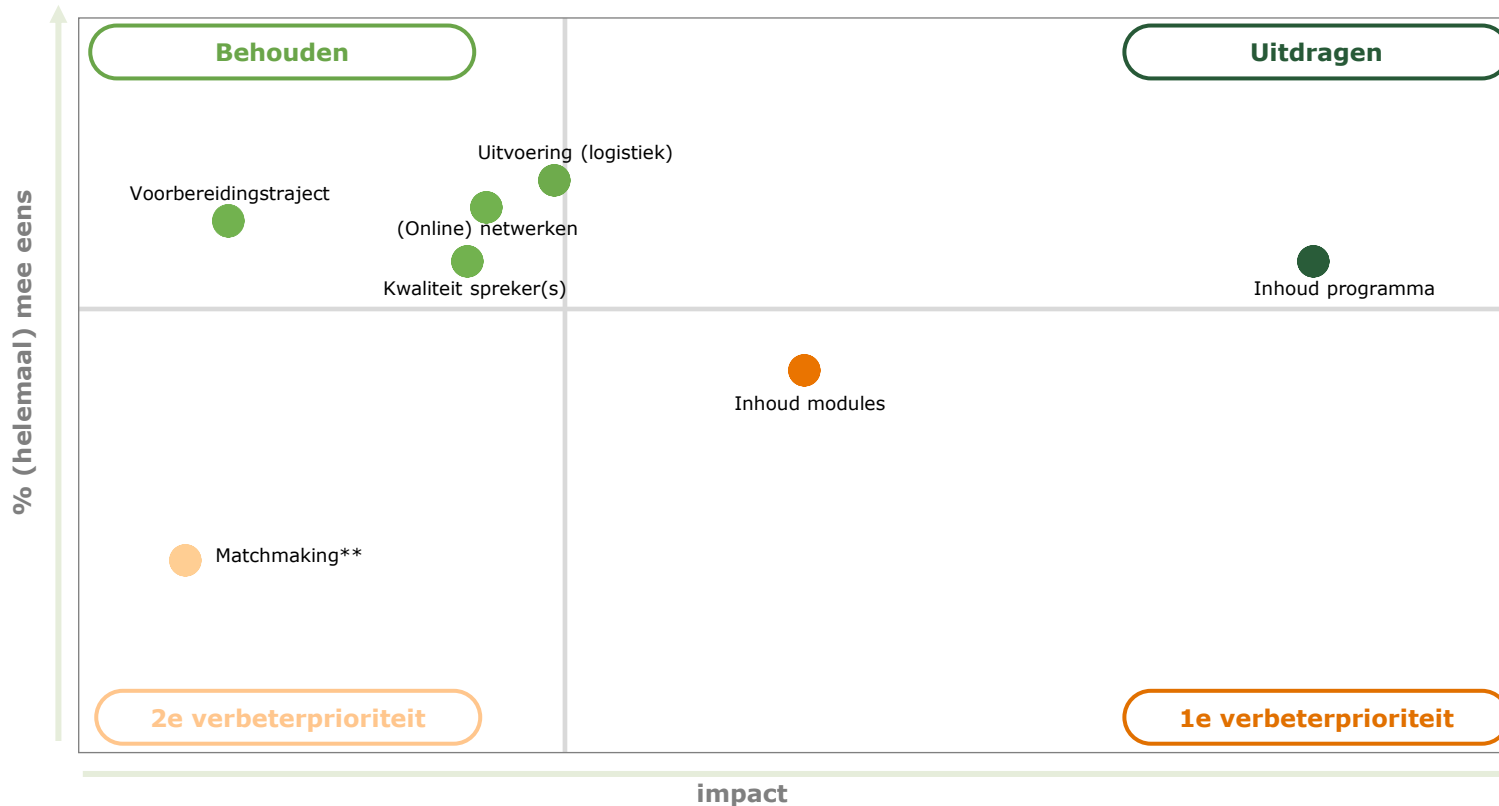 Behouden
Uitdragen
Uitvoering (logistiek)
Voorbereidingstraject
(Online) netwerken
Kwaliteit spreker(s)
Inhoud programma
% (helemaal) mee eens
Inhoud modules
Matchmaking**
2e verbeterprioriteit
1e verbeterprioriteit
impact